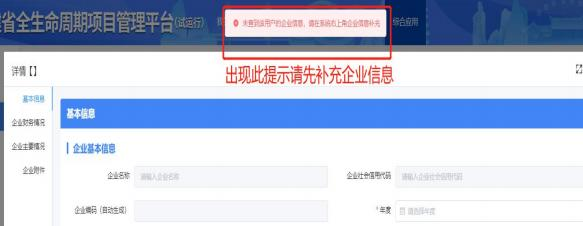 省全生命周期项目管理平台(试运行)
未查到该用户的企业信息，请在系统右上角企业信息补充
综合应用
出现此提示请先补充企业信息
详情【】
基本信息
企业财务情况
企业主要情况
企业附件
基本信息
企业基本信息
企业名称 请输入企业名称
企业社会信用代码 请输入企业社会信用代码
企业编码（自动生成）
*年度 请选择年度